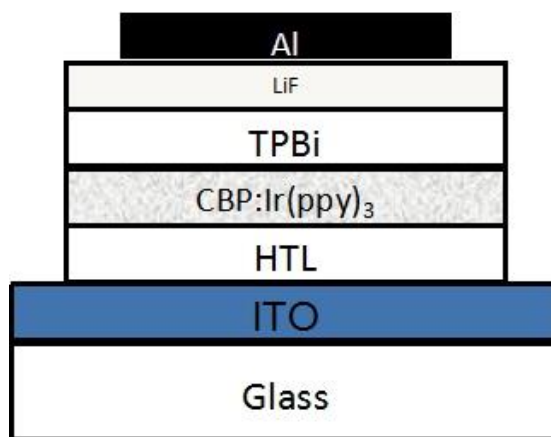 Al
LiF
TPBi
CBP:Ir(ppy)₃
HTL
ITO
Glass